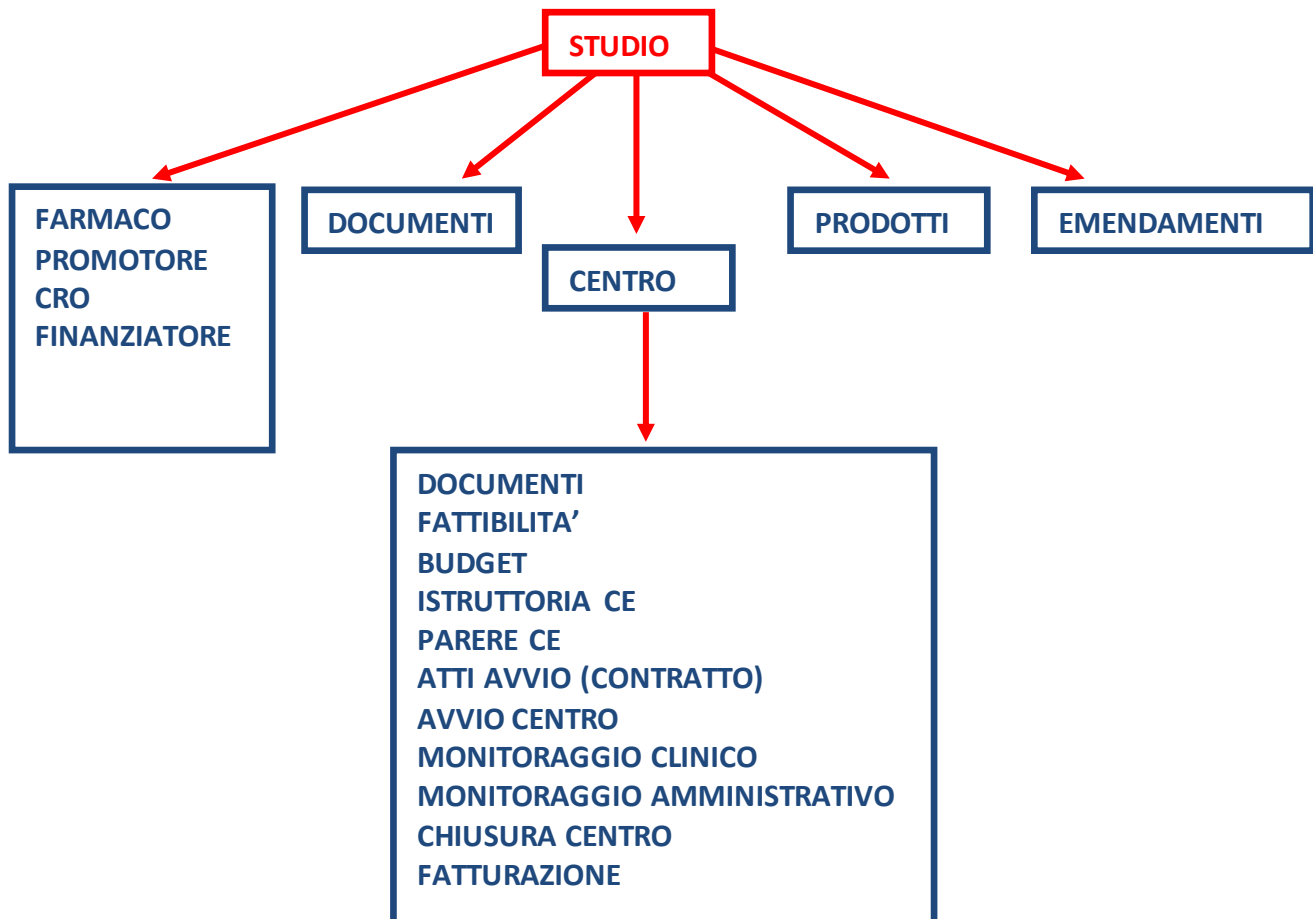 STUDIO
FARMACO
PROMOTORE
CRO
FINANZIATORE
DOCUMENTI
CENTRO
PRODOTTI
EMENDAMENTI
DOCUMENTI
FATTIBILITA’
BUDGET
ISTRUTTORIA CE
PARERE CE
ATTI AVVIO (CONTRATTO)
AVVIO CENTRO
MONITORAGGIO CLINICO
MONITORAGGIO AMMINISTRATIVO
CHIUSURA CENTRO
FATTURAZIONE